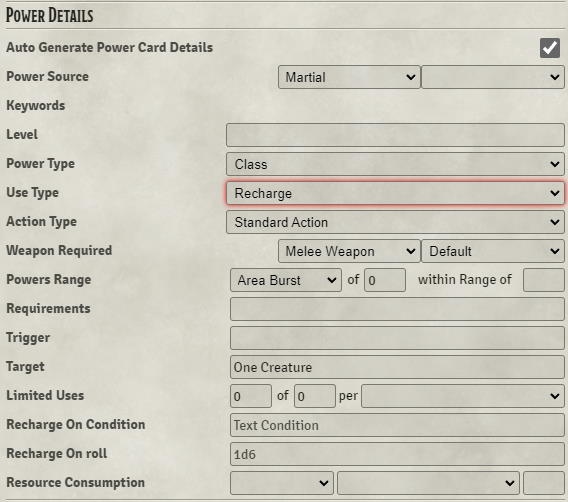 Power Details
Auto Generate Power Card Details
Power Source Martial
Keywords
Level
Power Type Class
Use Type Recharge
Action Type Standard Action
Weapon Required Melee Weapon Default
Powers Range Area Burst of 0 within Range of
Requirements
Trigger
Target One Creature
Limited Uses 0 of 0 per
Recharge On Condition Text Condition
Recharge On roll 1d6
Resource Consumption